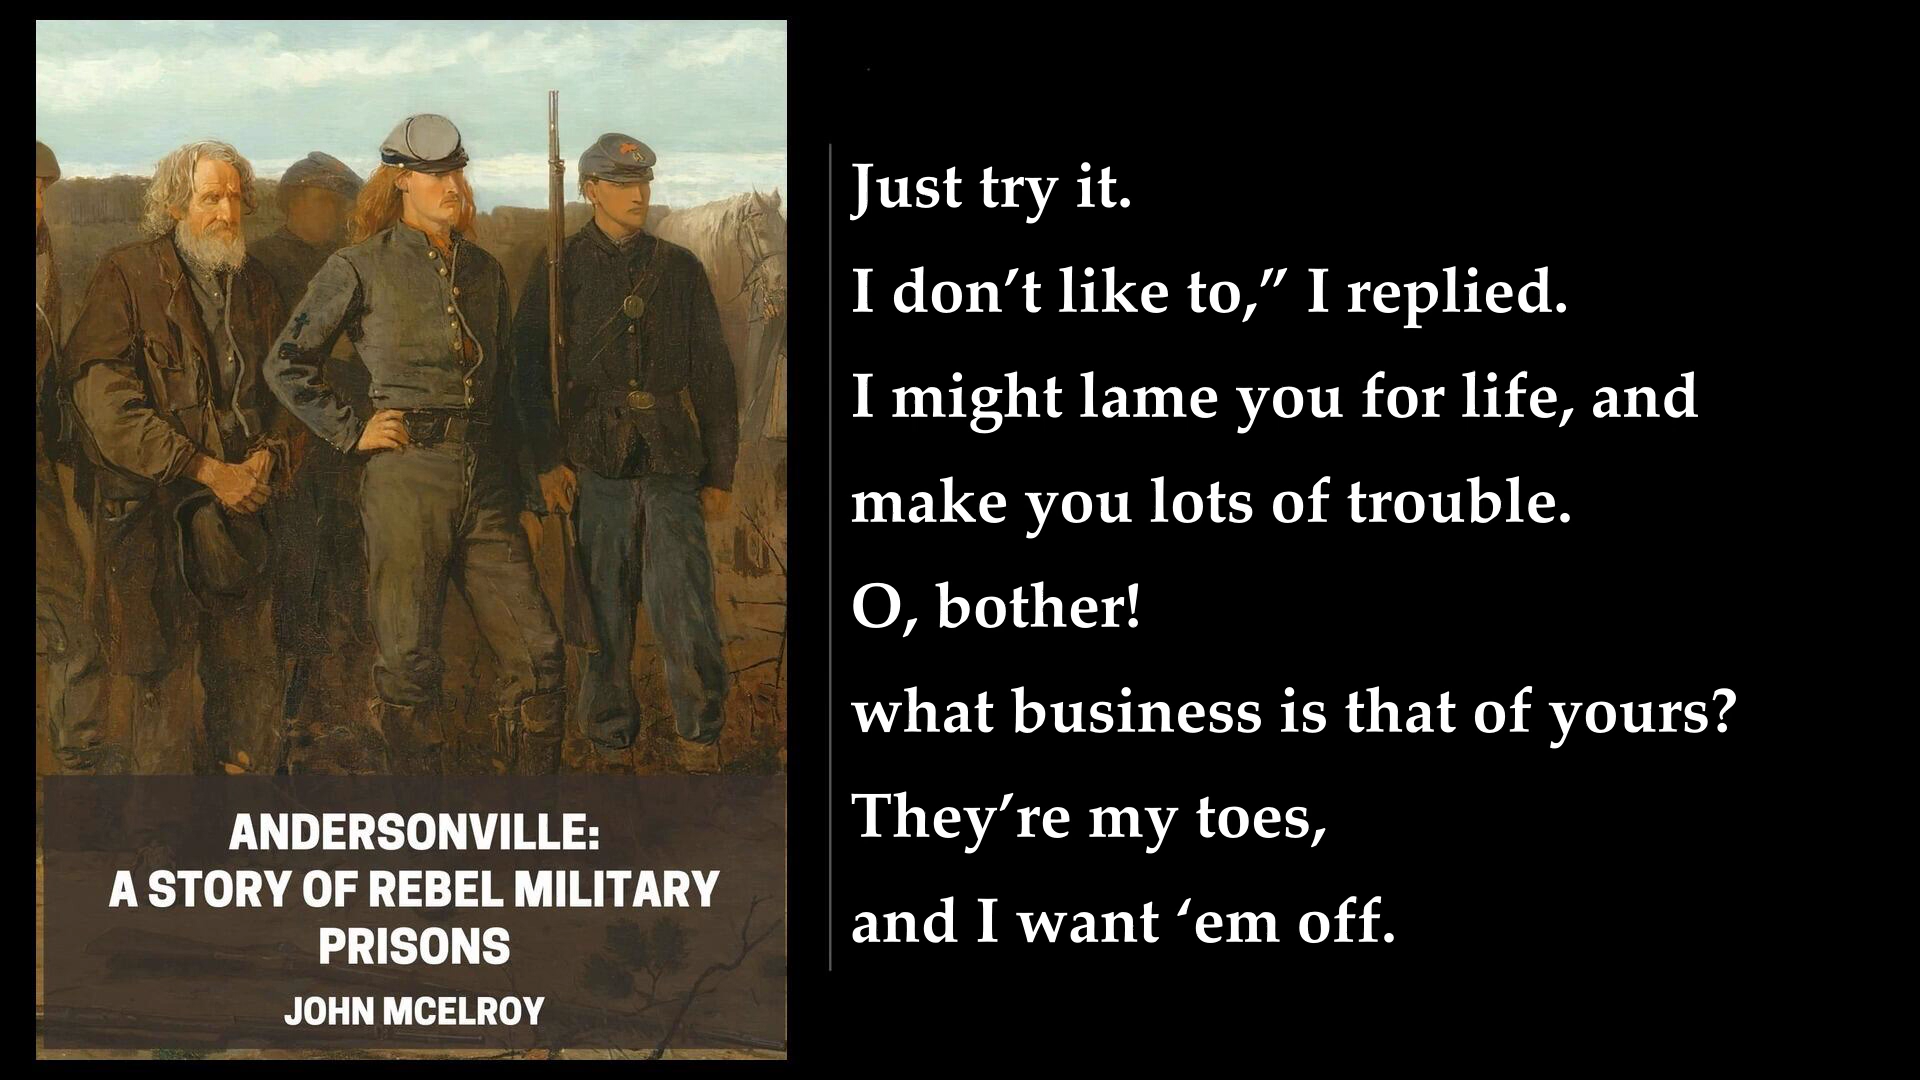 ANDERSONVILLE:
A STORY OF REBEL MILITARY
PRISONS
JOHN MCELROY
Just try it.
I don’t like to,” I replied.
I might lame you for life, and
make you lots of trouble.
O, bother!
what business is that of yours?
They’re my toes,
and I want ‘em off.